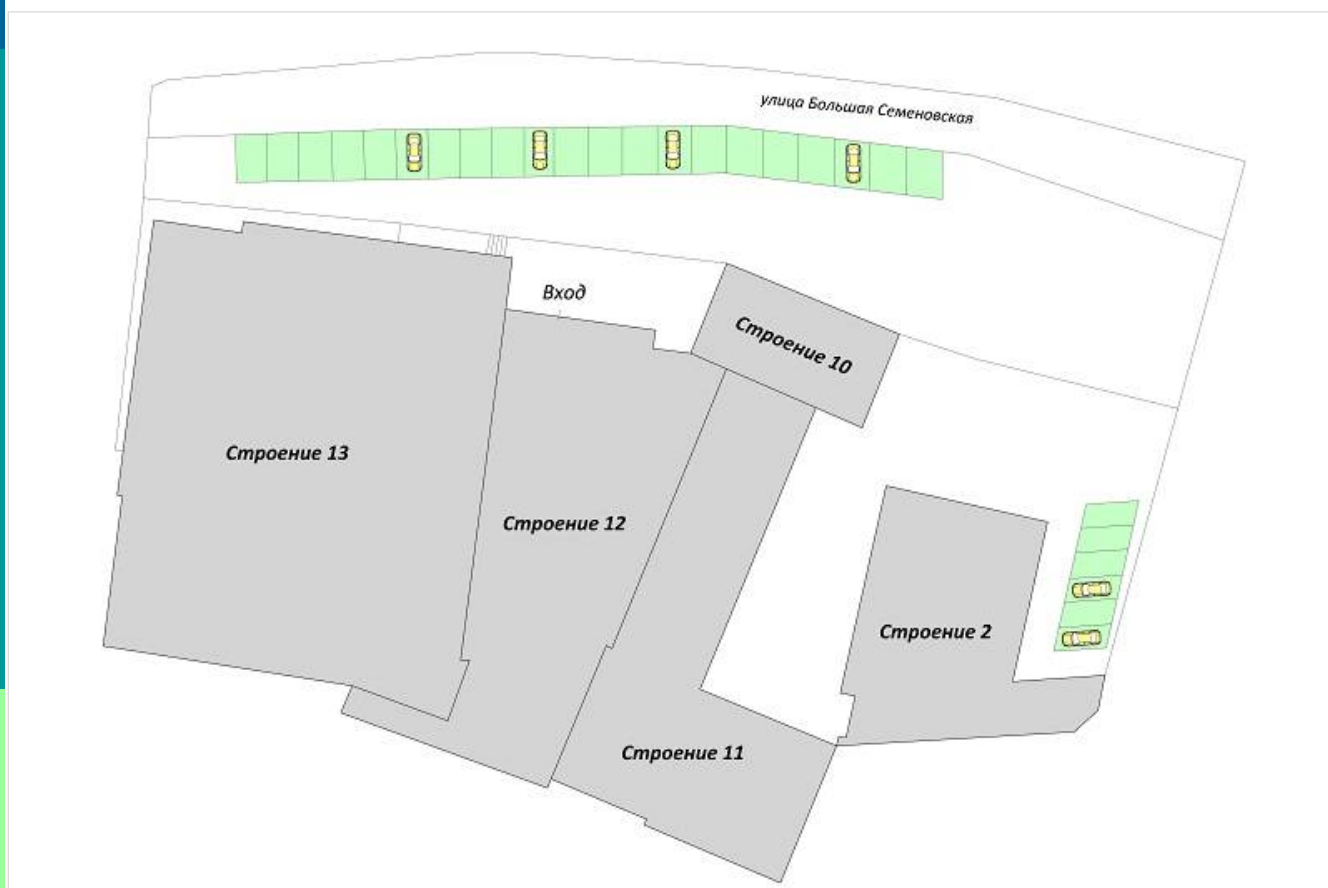 улица Большая Семеновская
Вход
Строение 10
Строение 13
Строение 12
Строение 2
Строение 11